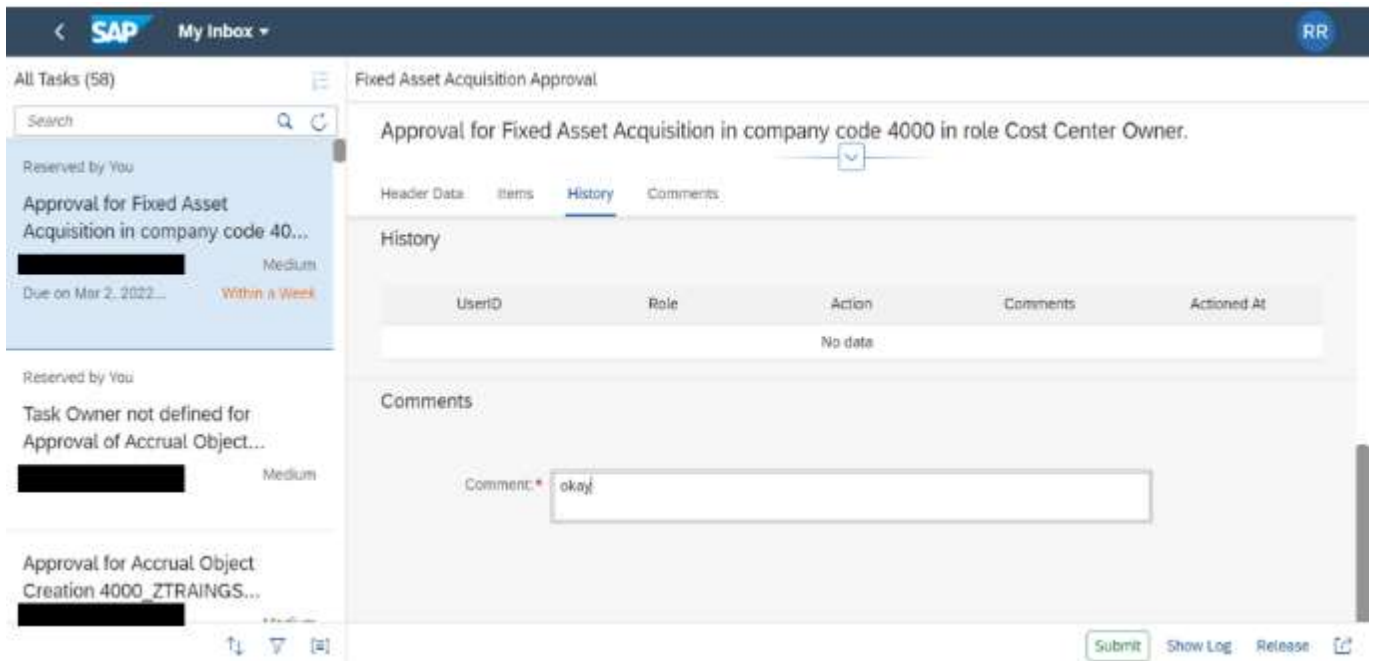 SAP My Inbox
RR
All Tasks (58)
Search
Reserved by You
Approval for Fixed Asset
Acquisition in company code 40...
Medium
Due on Mar 2, 2022... Within a Week
Reserved by You
Task Owner not defined for
Approval of Accrual Object...
Medium
Approval for Accrual Object
Creation 4000_ZTRAINGS...
Fixed Asset Acquisition Approval
Approval for Fixed Asset Acquisition in company code 4000 in role Cost Center Owner.
Header Data Items History Comments
History
UserID Role Action Comments Actioned At
No data
Comments
Comment:* okay
Submit Show Log Release